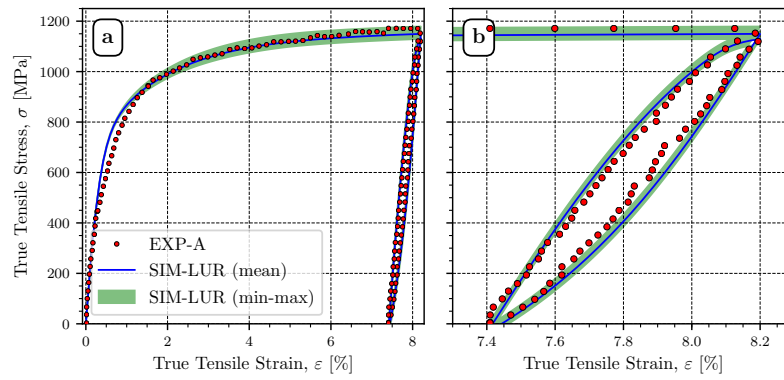 a
b
1200
1000
800
600
400
200
0
True Tensile Stress, σ [MPa]
EXP-A
SIM-LUR (mean)
SIM-LUR (min-max)
0 2 4 6 8
7.4 7.6 7.8 8.0 8.2
True Tensile Strain, ε [%]
True Tensile Strain, ε [%]